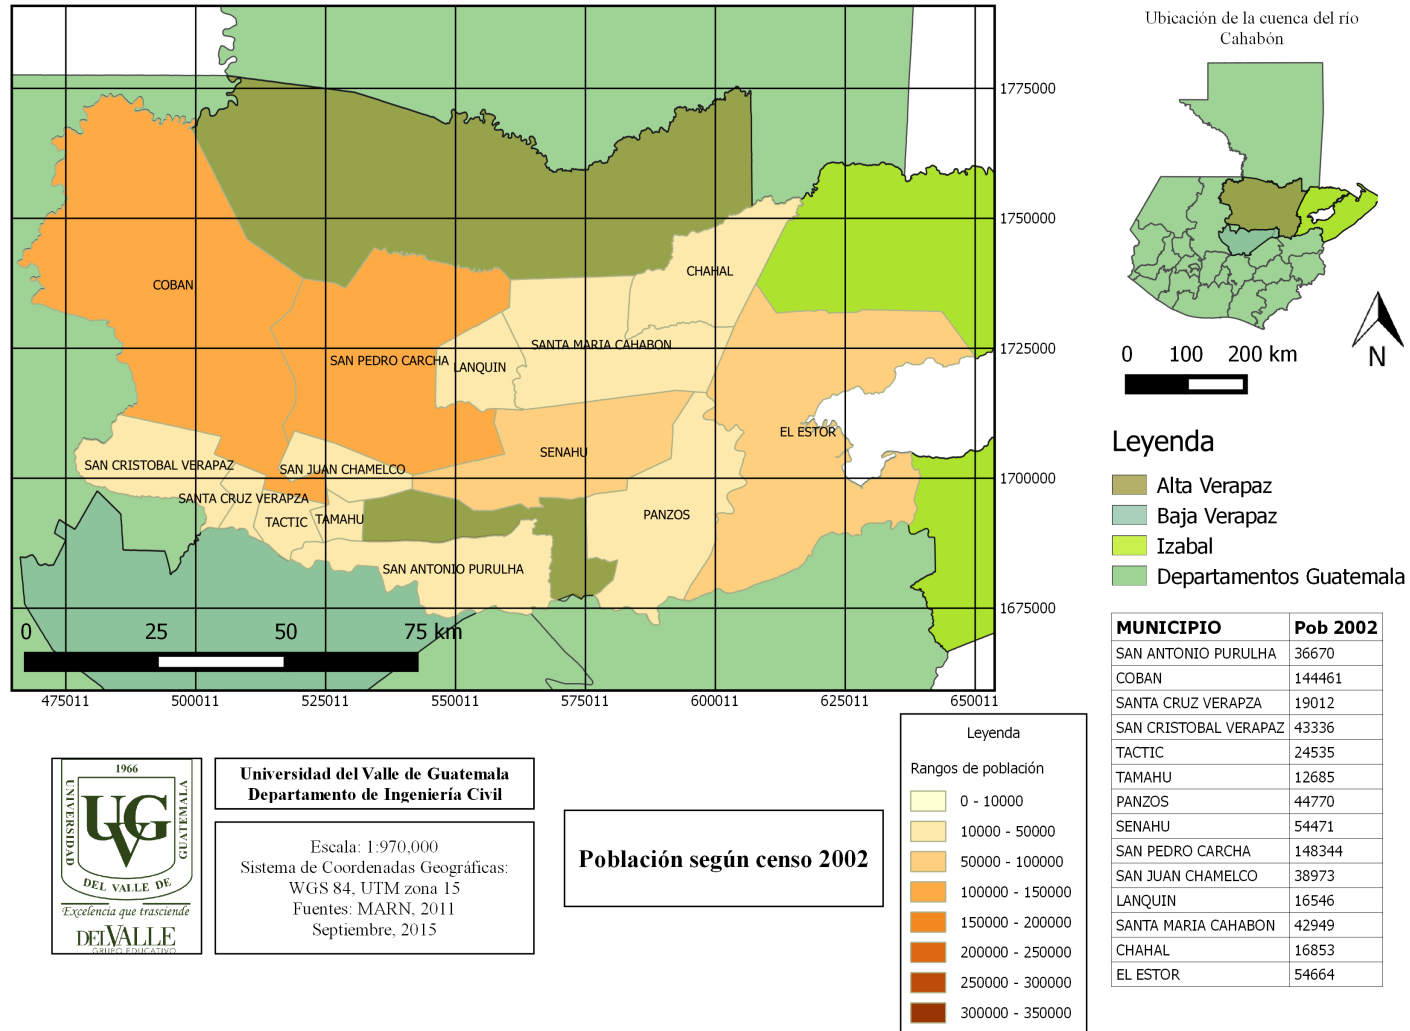 Ubicación de la cuenca del río
Cahabón
1775000
1750000
1725000
1700000
1675000
COBAN
CHAHAL
SANTA MARIA CAHABON
SAN PEDRO CARCHA
LANQUIN
EL ESTOR
SENAHU
SAN CRISTOBAL VERAPAZ
SAN JUAN CHAMELCO
SANTA CRUZ VERAPZA
TACTIC
TAMAHU
PANZOS
SAN ANTONIO PURULHA
0 25 50 75 km
475011 500011 525011 550011 575011 600011 625011 650011
0 100 200 km
N
Leyenda
Alta Verapaz
Baja Verapaz
Izabal
Departamentos Guatemala
MUNICIPIO Pob 2002
SAN ANTONIO PURULHA 36670
COBAN 144461
SANTA CRUZ VERAPZA 19012
SAN CRISTOBAL VERAPAZ 43336
TACTIC 24535
TAMAHU 12685
PANZOS 44770
SENAHU 54471
SAN PEDRO CARCHA 148344
SAN JUAN CHAMELCO 38973
LANQUIN 16546
SANTA MARIA CAHABON 42949
CHAHAL 16853
EL ESTOR 54664
1966
UNIVERSIDAD
UVG
GUATEMALA
DEL VALLE DE
Excelencia que trasciende
DELVALLE
GRUPO EDUCATIVO
Universidad del Valle de Guatemala
Departamento de Ingeniería Civil
Escala: 1:970,000
Sistema de Coordenadas Geográficas:
WGS 84, UTM zona 15
Fuentes: MARN, 2011
Septiembre, 2015
Población según censo 2002
Leyenda
Rangos de población
0 - 10000
10000 - 50000
50000 - 100000
100000 - 150000
150000 - 200000
200000 - 250000
250000 - 300000
300000 - 350000